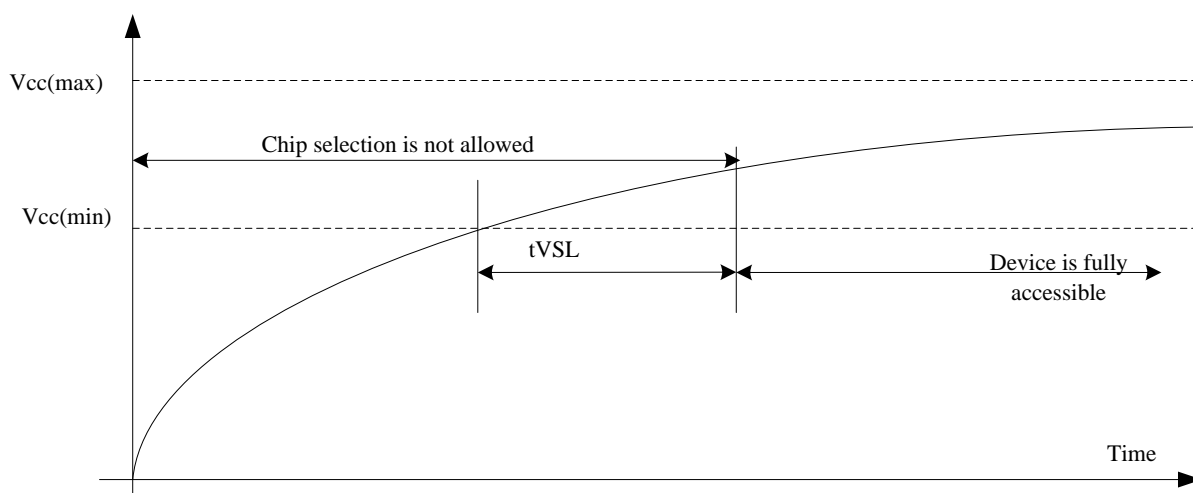 Vcc(max)
Chip selection is not allowed
Vcc(min)
tVSL
Device is fully
accessible
Time